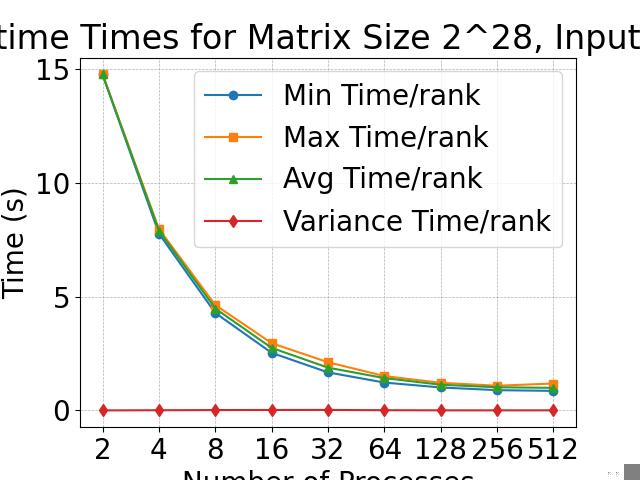 time Times for Matrix Size 2^28, Input
Time (s)
15
10
5
0
Min Time/rank
Max Time/rank
Avg Time/rank
Variance Time/rank
2 4 8 16 32 64 128 256 512
Number of Processes